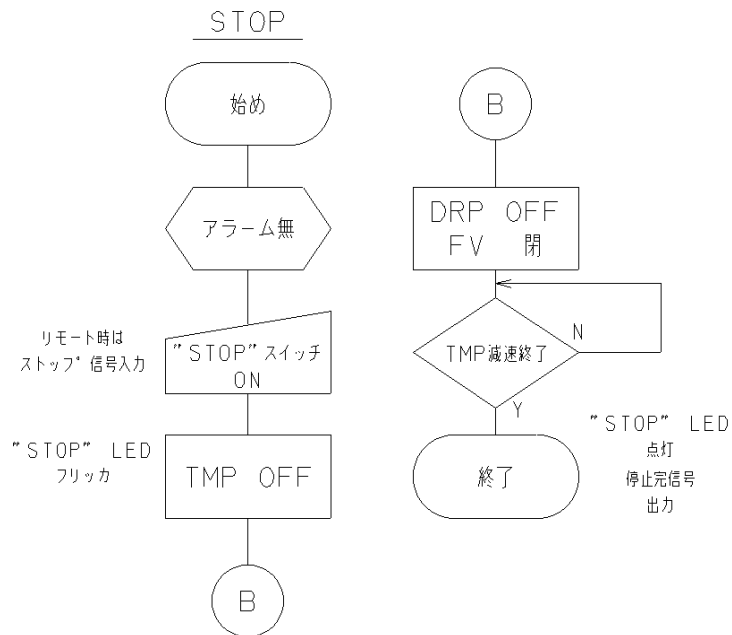 STOP
始め
アラーム無
リモート時は
ストップ信号入力
"STOP"スイッチ
ON
"STOP" LED
フリッカ
TMP OFF
B
B
DRP OFF
FV 閉
N
TMP減速終了
Y
終了
"STOP" LED
点灯
停止完信号
出力